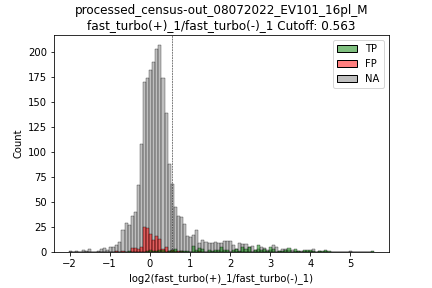 processed_census-out_08072022_EV101_16pl_M
fast_turbo(+)_1/fast_turbo(-)_1 Cutoff: 0.563
TP
FP
NA
200
175
150
125
100
75
50
25
0
Count
−2 −1 0 1 2 3 4 5
log2(fast_turbo(+)_1/fast_turbo(-)_1)